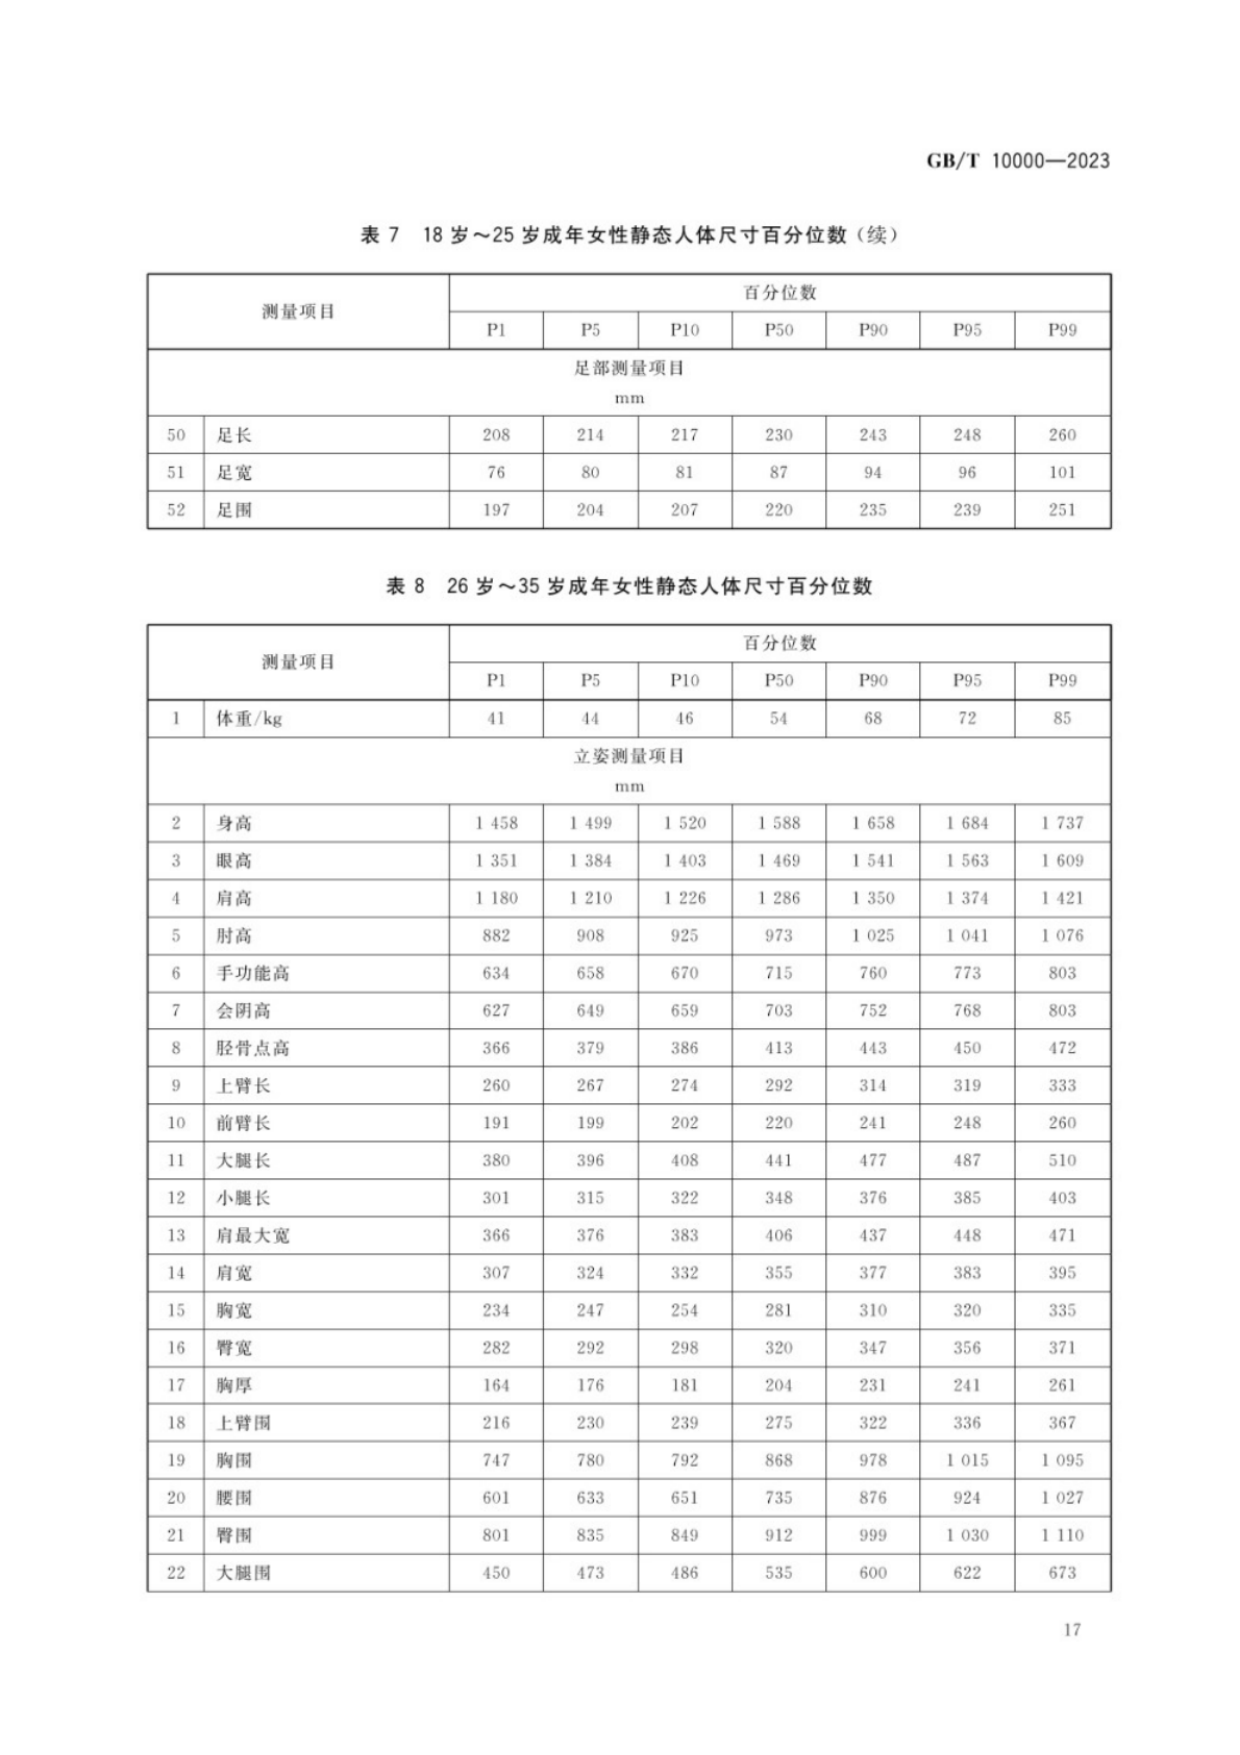 GB/T 10000—2023
表 7 18 岁～25 岁成年女性静态人体尺寸百分位数（续）
测量项目 百分位数
P1 P5 P10 P50 P90 P95 P99
足部测量项目
mm
50 足长 208 214 217 230 243 248 260
51 足宽 76 80 81 87 94 96 101
52 足围 197 204 207 220 235 239 251
表 8 26 岁～35 岁成年女性静态人体尺寸百分位数
测量项目 百分位数
P1 P5 P10 P50 P90 P95 P99
1 体重/kg 41 44 46 54 68 72 85
立姿测量项目
mm
2 身高 1 458 1 499 1 520 1 588 1 658 1 684 1 737
3 眼高 1 351 1 384 1 403 1 469 1 541 1 563 1 609
4 肩高 1 180 1 210 1 226 1 286 1 350 1 374 1 421
5 肘高 882 908 925 973 1 025 1 041 1 076
6 手功能高 634 658 670 715 760 773 803
7 会阴高 627 649 659 703 752 768 803
8 胫骨点高 366 379 386 413 443 450 472
9 上臂长 260 267 274 292 314 319 333
10 前臂长 191 199 202 220 241 248 260
11 大腿长 380 396 408 441 477 487 510
12 小腿长 301 315 322 348 376 385 403
13 肩最大宽 366 376 383 406 437 448 471
14 肩宽 307 324 332 355 377 383 395
15 胸宽 234 247 254 281 310 320 335
16 臀宽 282 292 298 320 347 356 371
17 胸厚 164 176 181 204 231 241 261
18 上臂围 216 230 239 275 322 336 367
19 胸围 747 780 792 868 978 1 015 1 095
20 腰围 601 633 651 735 876 924 1 027
21 臀围 801 835 849 912 999 1 030 1 110
22 大腿围 450 473 486 535 600 622 673
17